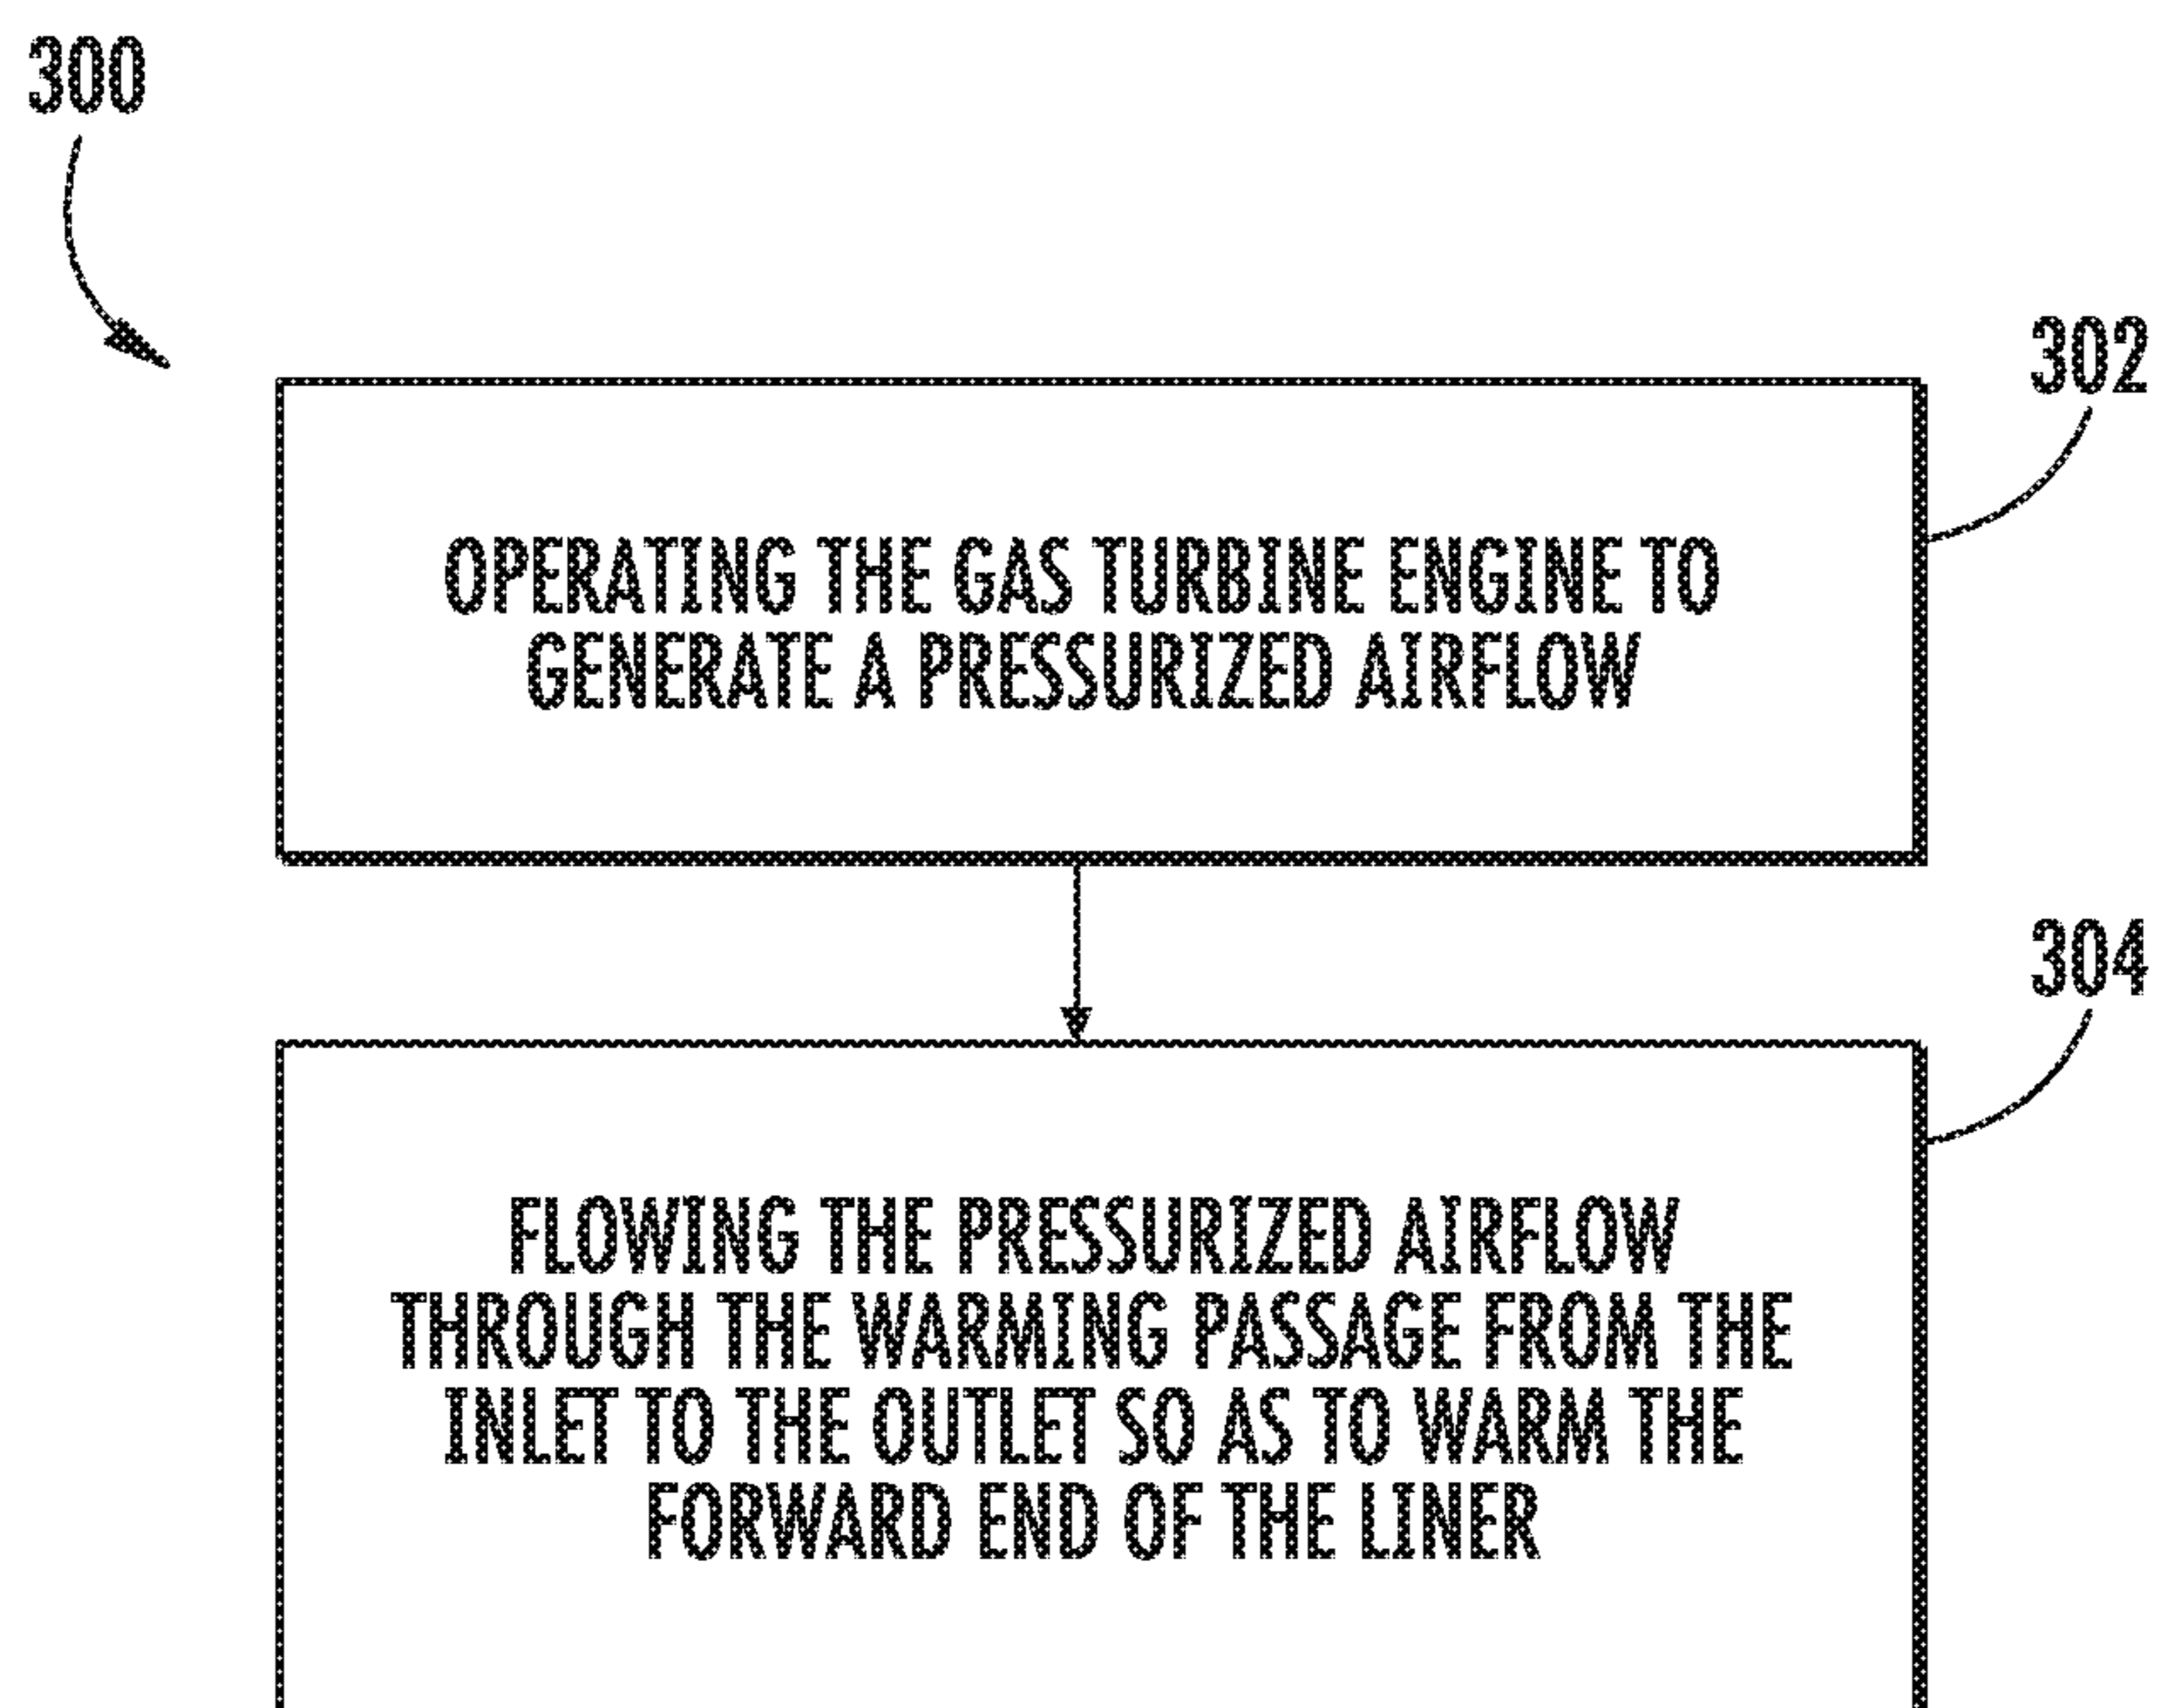 300
302
OPERATING THE GAS TURBINE ENGINE TO
GENERATE A PRESSURIZED AIRFLOW
304
FLOWING THE PRESSURIZED AIRFLOW
THROUGH THE WARMING PASSAGE FROM THE
INLET TO THE OUTLET SO AS TO WARM THE
FORWARD END OF THE LINER